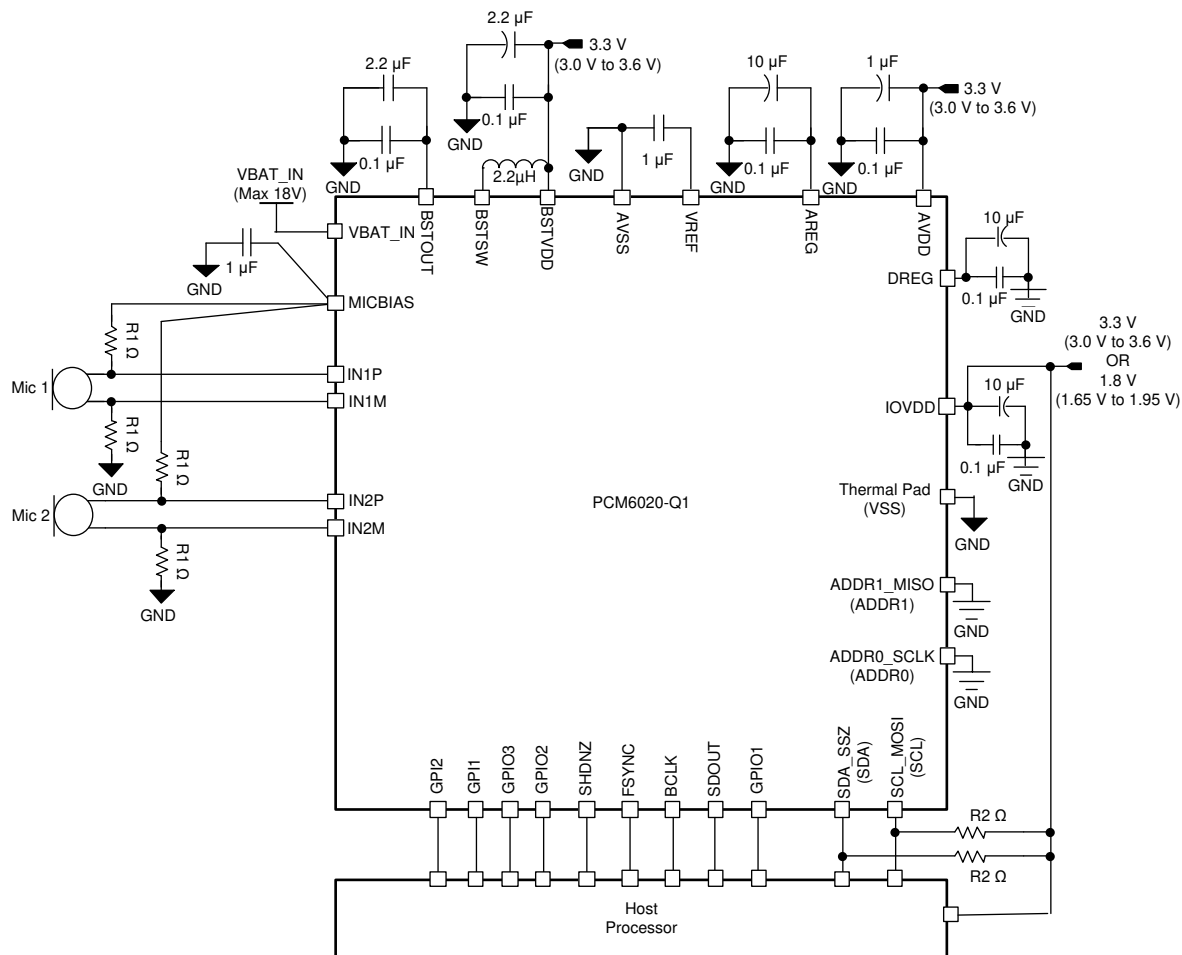 2.2 µF
3.3 V
(3.0 V to 3.6 V)
2.2 µF
0.1 µF
GND
0.1 µF
GND
2.2µH
GND
1 µF
10 µF
0.1 µF
GND
1 µF
3.3 V
(3.0 V to 3.6 V)
0.1 µF
GND
VBAT_IN
(Max 18V)
VBAT_IN
BSTOUT
BSTSW
BSTVDD
AVSS
VREF
AREG
AVDD
1 µF
GND
MICBIAS
10 µF
DREG
0.1 µF
GND
R1 Ω
Mic 1
IN1P
IN1M
R1 Ω
GND
3.3 V
(3.0 V to 3.6 V)
OR
1.8 V
(1.65 V to 1.95 V)
10 µF
IOVDD
0.1 µF
GND
R1 Ω
Mic 2
IN2P
IN2M
R1 Ω
GND
PCM6020-Q1
Thermal Pad
(VSS)
GND
ADDR1_MISO
(ADDR1)
GND
ADDR0_SCLK
(ADDR0)
GND
GPI2
GPI1
GPIO3
GPIO2
SHDNZ
FSYNC
BCLK
SDOUT
GPIO1
SDA_SSZ
(SDA)
SCL_MOSI
(SCL)
R2 Ω
R2 Ω
Host
Processor